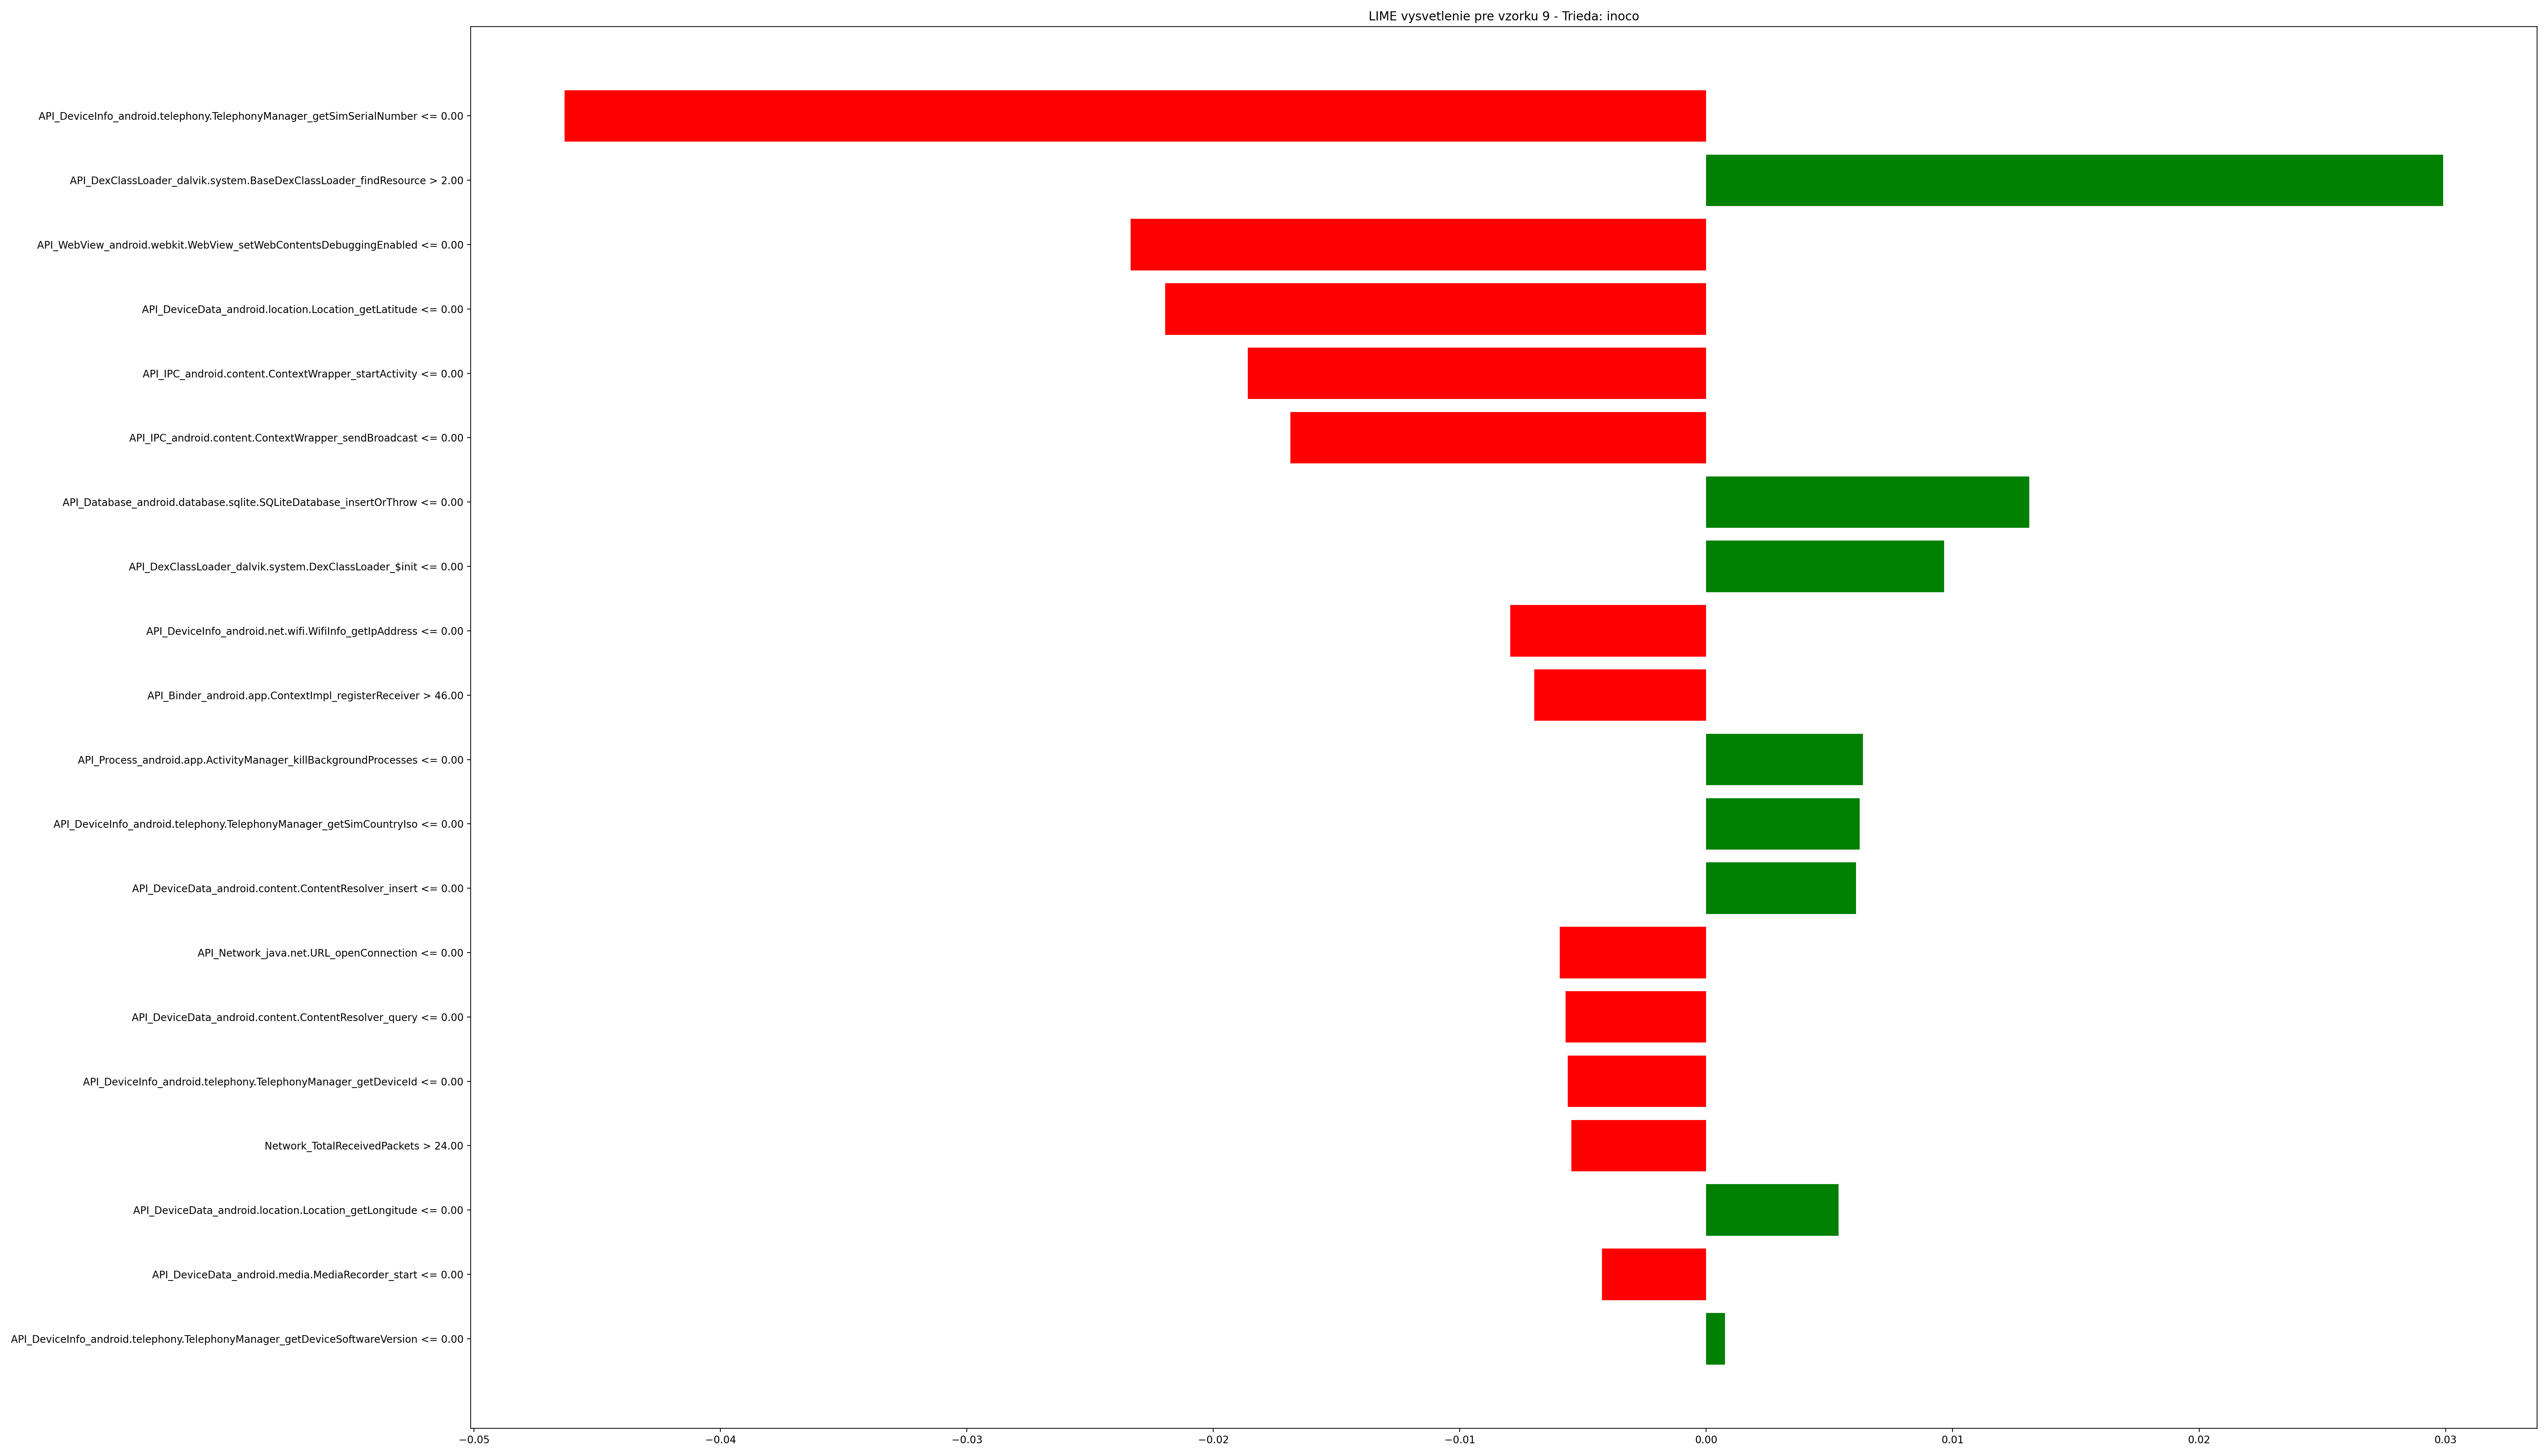 LIME vysvetlenie pre vzorku 9 - Trieda: inoco
API_DeviceInfo_android.telephony.TelephonyManager_getSimSerialNumber <= 0.00
API_DexClassLoader_dalvik.system.BaseDexClassLoader_findResource > 2.00
API_WebView_android.webkit.WebView_setWebContentsDebuggingEnabled <= 0.00
API_DeviceData_android.location.Location_getLatitude <= 0.00
API_IPC_android.content.ContextWrapper_startActivity <= 0.00
API_IPC_android.content.ContextWrapper_sendBroadcast <= 0.00
API_Database_android.database.sqlite.SQLiteDatabase_insertOrThrow <= 0.00
API_DexClassLoader_dalvik.system.DexClassLoader_$init <= 0.00
API_DeviceInfo_android.net.wifi.WifiInfo_getIpAddress <= 0.00
API_Binder_android.app.ContextImpl_registerReceiver > 46.00
API_Process_android.app.ActivityManager_killBackgroundProcesses <= 0.00
API_DeviceInfo_android.telephony.TelephonyManager_getSimCountryIso <= 0.00
API_DeviceData_android.content.ContentResolver_insert <= 0.00
API_Network_java.net.URL_openConnection <= 0.00
API_DeviceData_android.content.ContentResolver_query <= 0.00
API_DeviceInfo_android.telephony.TelephonyManager_getDeviceId <= 0.00
Network_TotalReceivedPackets > 24.00
API_DeviceData_android.location.Location_getLongitude <= 0.00
API_DeviceData_android.media.MediaRecorder_start <= 0.00
API_DeviceInfo_android.telephony.TelephonyManager_getDeviceSoftwareVersion <= 0.00
−0.05 −0.04 −0.03 −0.02 −0.01 0.00 0.01 0.02 0.03